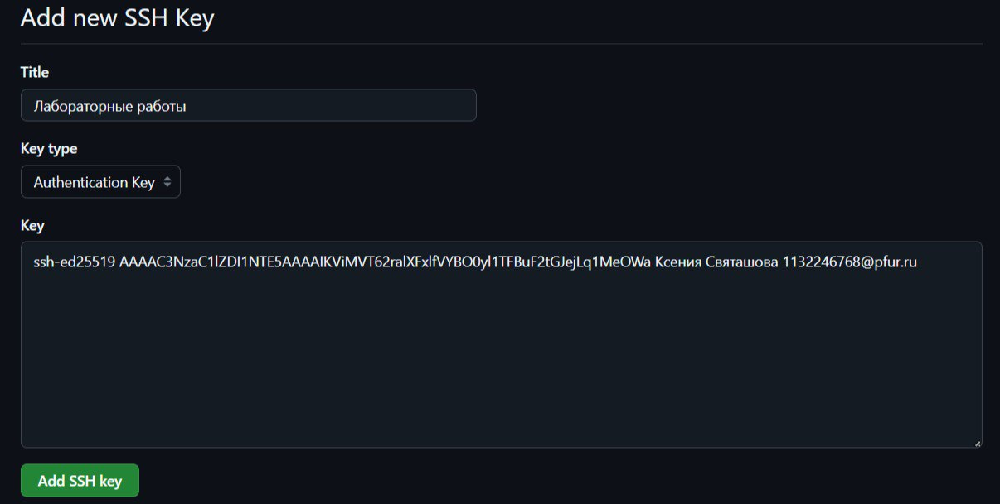 Add new SSH Key
Title
Лабораторные работы
Key type
Authentication Key
Key
ssh-ed25519 AAAAC3NzaC1lZDI1NTE5AAAAIKViMVT62ralXFxlfVYBO0yl1TFBuF2tGJejLq1MeOWa Ксения Святашова 1132246768@pfur.ru
Add SSH key